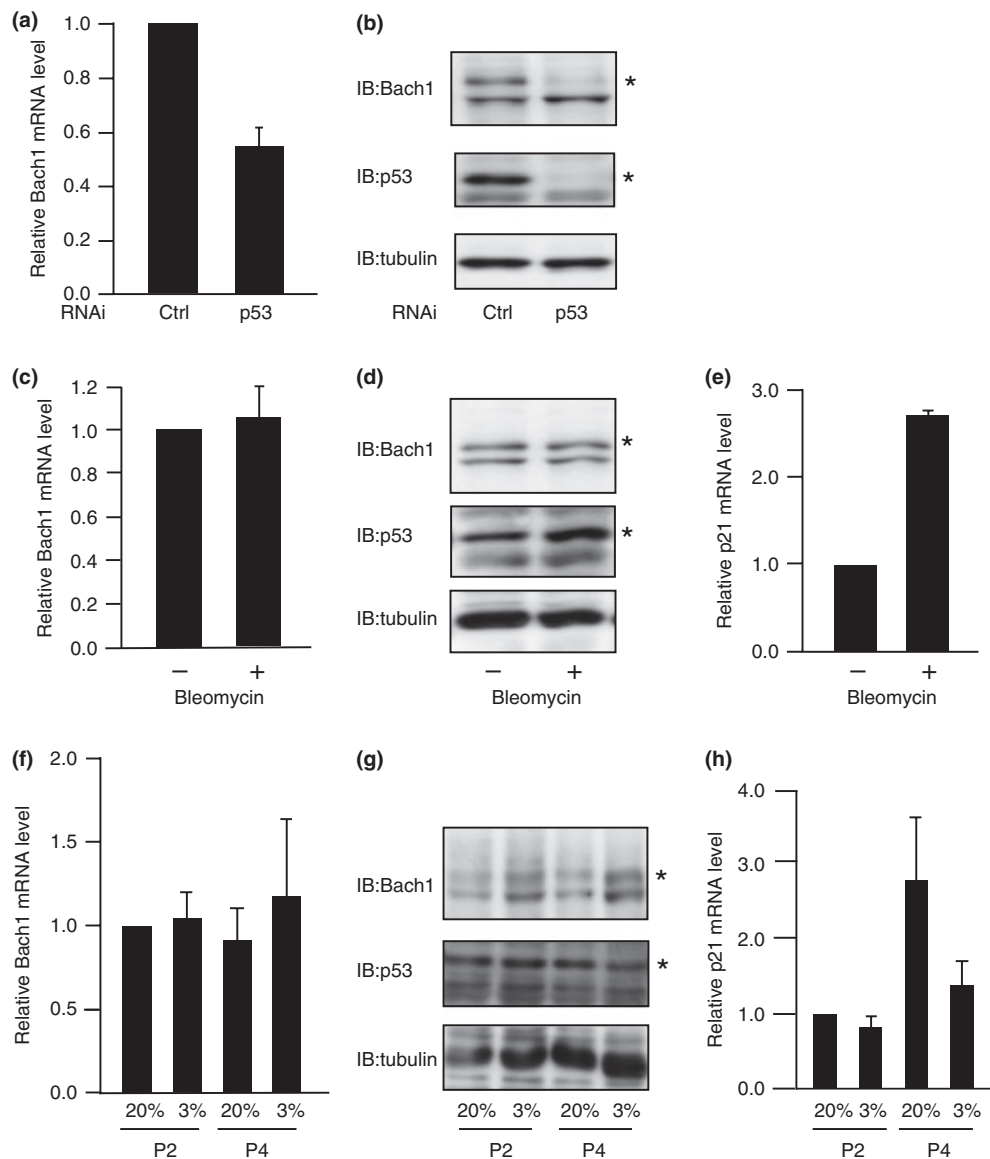 (a)
Relative Bach1 mRNA level
1.0
0.8
0.6
0.4
0.2
0.0
RNAi Ctrl p53
(b)
IB:Bach1 *
IB:p53 *
IB:tubulin
RNAi Ctrl p53
(c)
Relative Bach1 mRNA level
1.2
1.0
0.8
0.6
0.4
0.2
0.0
− +
Bleomycin
(d)
IB:Bach1 *
IB:p53 *
IB:tubulin
− +
Bleomycin
(e)
Relative p21 mRNA level
3.0
2.0
1.0
0.0
− +
Bleomycin
(f)
Relative Bach1 mRNA level
2.0
1.5
1.0
0.5
0.0
20% 3% 20% 3%
P2 P4
(g)
IB:Bach1 *
IB:p53 *
IB:tubulin
20% 3% 20% 3%
P2 P4
(h)
Relative p21 mRNA level
4.0
3.0
2.0
1.0
0.0
20% 3% 20% 3%
P2 P4